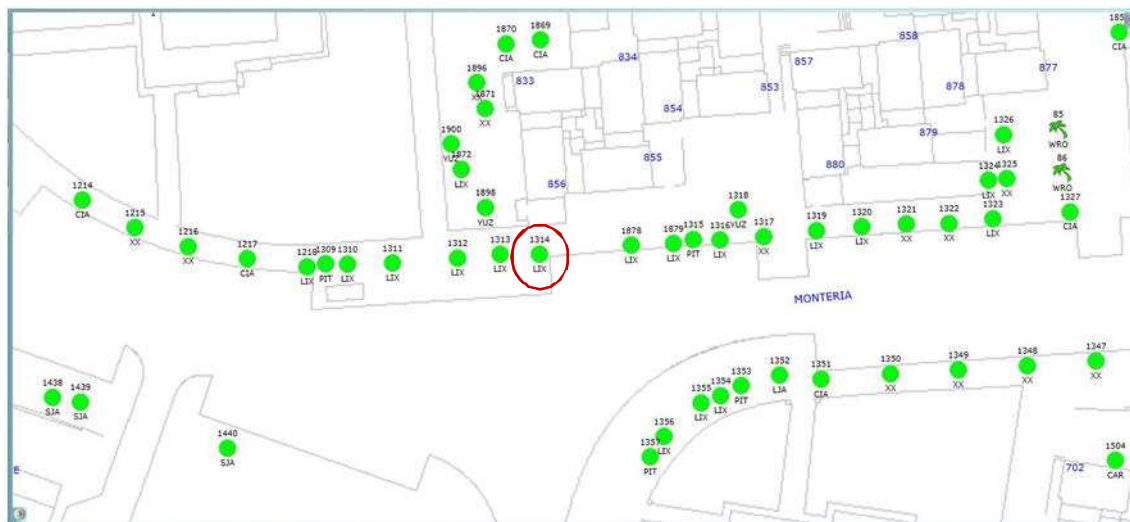 1870
CIA
1869
CIA
185
CIA
834
858
857
877
833
853
878
854
1896
XX
1871
XX
85
WRO
1326
LIX
879
1900
YUZ
1872
LIX
855
880
86
WRO
856
1324
LIX
1325
XX
1214
CIA
1898
YUZ
1318
YUZ
1327
CIA
1215
XX
1216
XX
1217
CIA
1218
LIX
1309
PIT
1310
LIX
1311
LIX
1312
LIX
1313
LIX
1314
LIX
1878
LIX
1879
LIX
1315
PIT
1316
LIX
1317
XX
1319
LIX
1320
LIX
1321
XX
1322
XX
1323
LIX
MONTERIA
1438
SJA
1439
SJA
1440
SJA
1357
PIT
1356
LIX
1355
LIX
1354
LIX
1353
PIT
1352
LJA
1351
CIA
1350
XX
1349
XX
1348
XX
1347
XX
702
1504
CAR